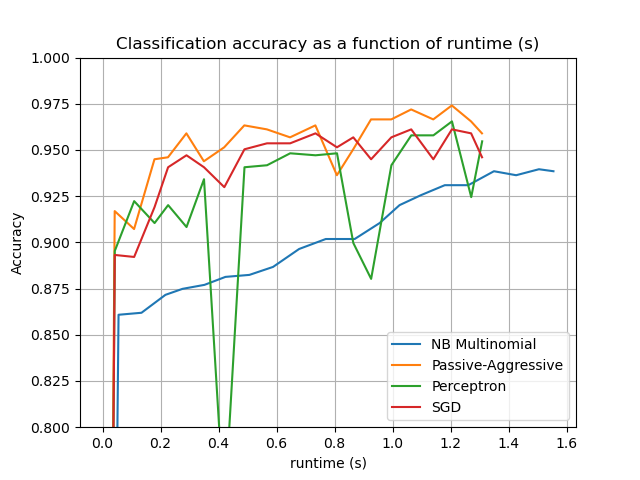 Classification accuracy as a function of runtime (s)
1.000
0.975
0.950
0.925
0.900
0.875
0.850
0.825
0.800
Accuracy
NB Multinomial
Passive-Aggressive
Perceptron
SGD
0.0 0.2 0.4 0.6 0.8 1.0 1.2 1.4 1.6
runtime (s)